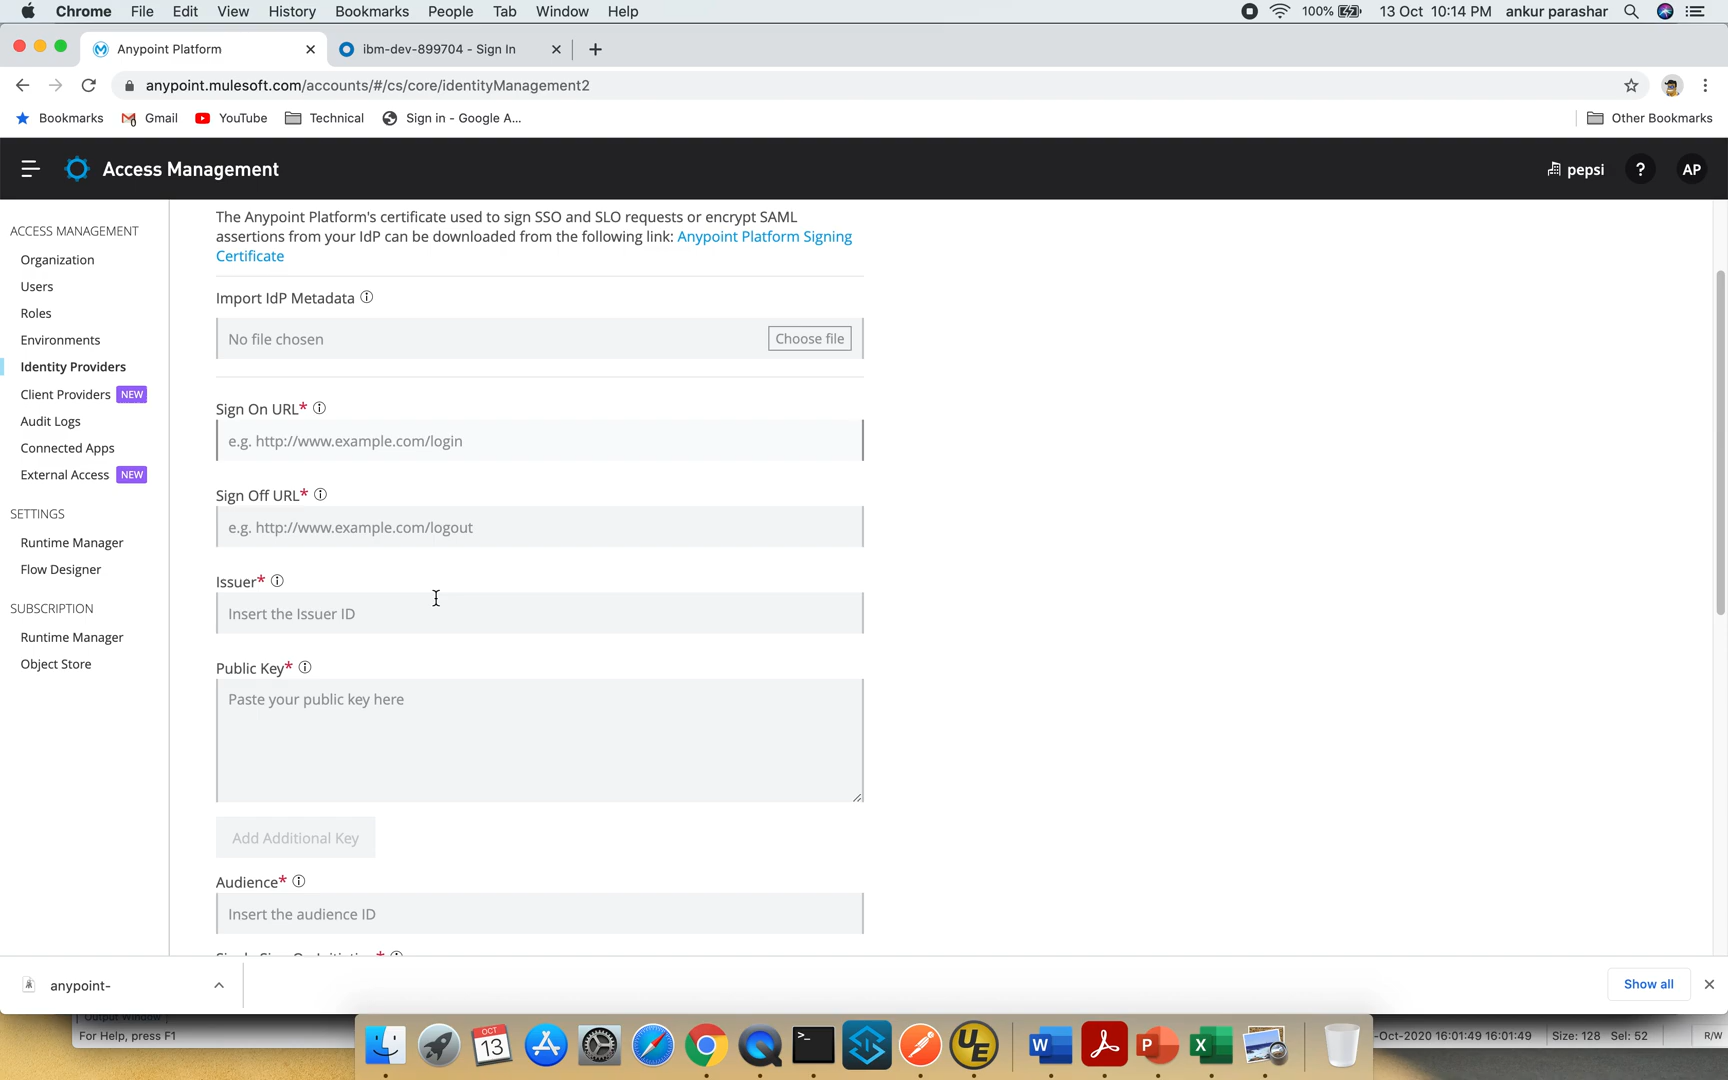 Chrome File Edit View History Bookmarks People Tab Window Help 100% 13 Oct 10:14 PM ankur parashar
Anypoint Platform ibm-dev-899704 - Sign In
anypoint.mulesoft.com/accounts/#/cs/core/identityManagement2
Bookmarks Gmail YouTube Technical Sign in - Google A... Other Bookmarks
Access Management pepsi ? AP
ACCESS MANAGEMENT
Organization
Users
Roles
Environments
Identity Providers
Client Providers NEW
Audit Logs
Connected Apps
External Access NEW
SETTINGS
Runtime Manager
Flow Designer
SUBSCRIPTION
Runtime Manager
Object Store
The Anypoint Platform's certificate used to sign SSO and SLO requests or encrypt SAML
assertions from your IdP can be downloaded from the following link: Anypoint Platform Signing
Certificate
Import IdP Metadata
No file chosen Choose file
Sign On URL*
e.g. http://www.example.com/login
Sign Off URL*
e.g. http://www.example.com/logout
Issuer*
Insert the Issuer ID
Public Key*
Paste your public key here
Add Additional Key
Audience*
Insert the audience ID
anypoint- Show all
Output Window
For Help, press F1
OCT
13
W P X
UE
-Oct-2020 16:01:49 16:01:49 Size: 128 Sel: 52 R/W